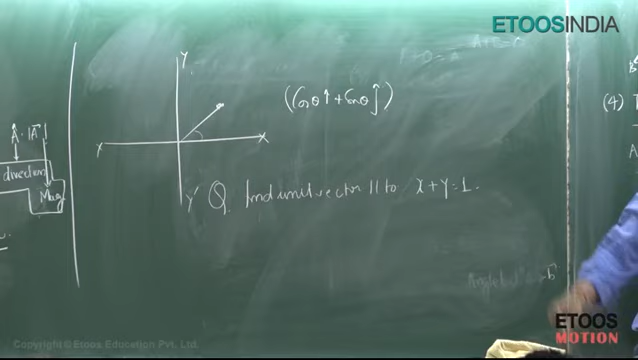 ETOOSINDIA
Y
(Cosθ î + Sinθ ĵ)
(4)
Â · |A⃗|
X
direction
Mag
Y'
Q. Find unit vector || to X+Y=1.
ETOOS
MOTION
Copyright © Etoos Education Pvt. Ltd.